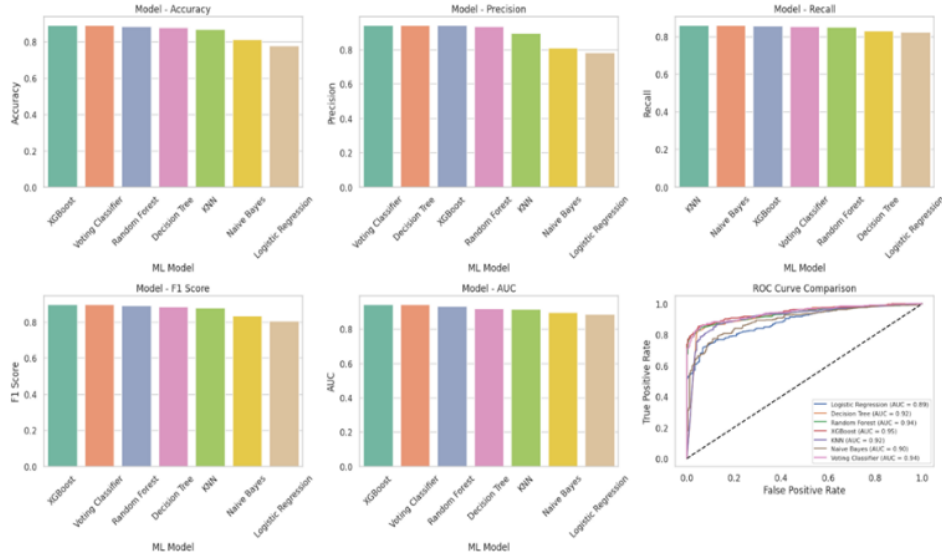 Model - Accuracy
Accuracy
0.8
0.6
0.4
0.2
0.0
XGBoost
Voting Classifier
Random Forest
Decision Tree
KNN
Naive Bayes
Logistic Regression
ML Model
Model - Precision
Precision
0.8
0.6
0.4
0.2
0.0
Voting Classifier
Decision Tree
XGBoost
Random Forest
KNN
Naive Bayes
Logistic Regression
ML Model
Model - Recall
Recall
0.8
0.6
0.4
0.2
0.0
KNN
Naive Bayes
XGBoost
Voting Classifier
Random Forest
Decision Tree
Logistic Regression
ML Model
Model - F1 Score
F1 Score
0.8
0.6
0.4
0.2
0.0
XGBoost
Voting Classifier
Random Forest
Decision Tree
KNN
Naive Bayes
Logistic Regression
ML Model
Model - AUC
AUC
0.8
0.6
0.4
0.2
0.0
XGBoost
Voting Classifier
Random Forest
Decision Tree
KNN
Naive Bayes
Logistic Regression
ML Model
ROC Curve Comparison
True Positive Rate
1.0
0.8
0.6
0.4
0.2
0.0
Logistic Regression (AUC = 0.89)
Decision Tree (AUC = 0.92)
Random Forest (AUC = 0.94)
XGBoost (AUC = 0.95)
KNN (AUC = 0.92)
Naive Bayes (AUC = 0.90)
Voting Classifier (AUC = 0.94)
0.0 0.2 0.4 0.6 0.8 1.0
False Positive Rate